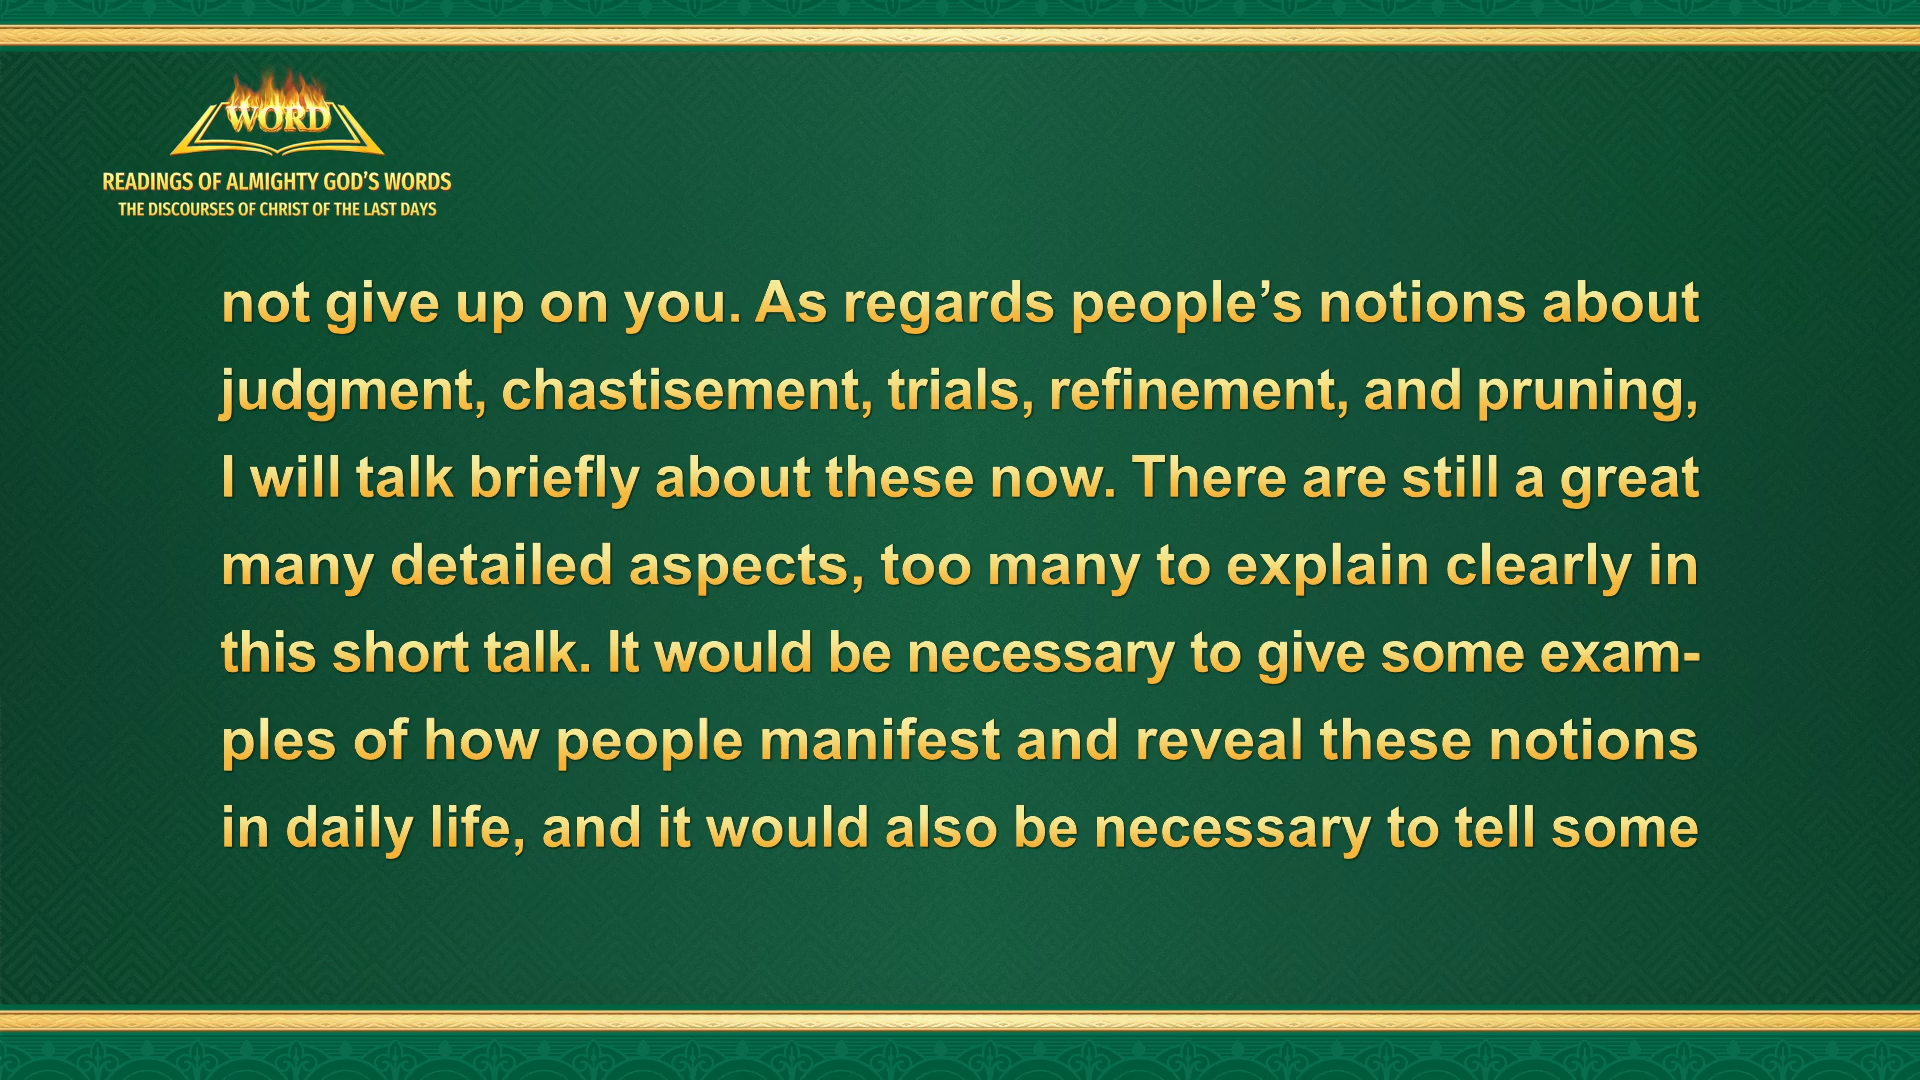 WORD
READINGS OF ALMIGHTY GOD’S WORDS
THE DISCOURSES OF CHRIST OF THE LAST DAYS
not give up on you. As regards people’s notions about
judgment, chastisement, trials, refinement, and pruning,
I will talk briefly about these now. There are still a great
many detailed aspects, too many to explain clearly in
this short talk. It would be necessary to give some exam-
ples of how people manifest and reveal these notions
in daily life, and it would also be necessary to tell some